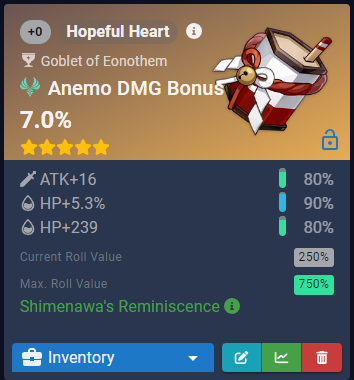 +0 Hopeful Heart
Goblet of Eonothem
Anemo DMG Bonus
7.0%
ATK+16 80%
HP+5.3% 90%
HP+239 80%
Current Roll Value 250%
Max. Roll Value 750%
Shimenawa's Reminiscence
Inventory